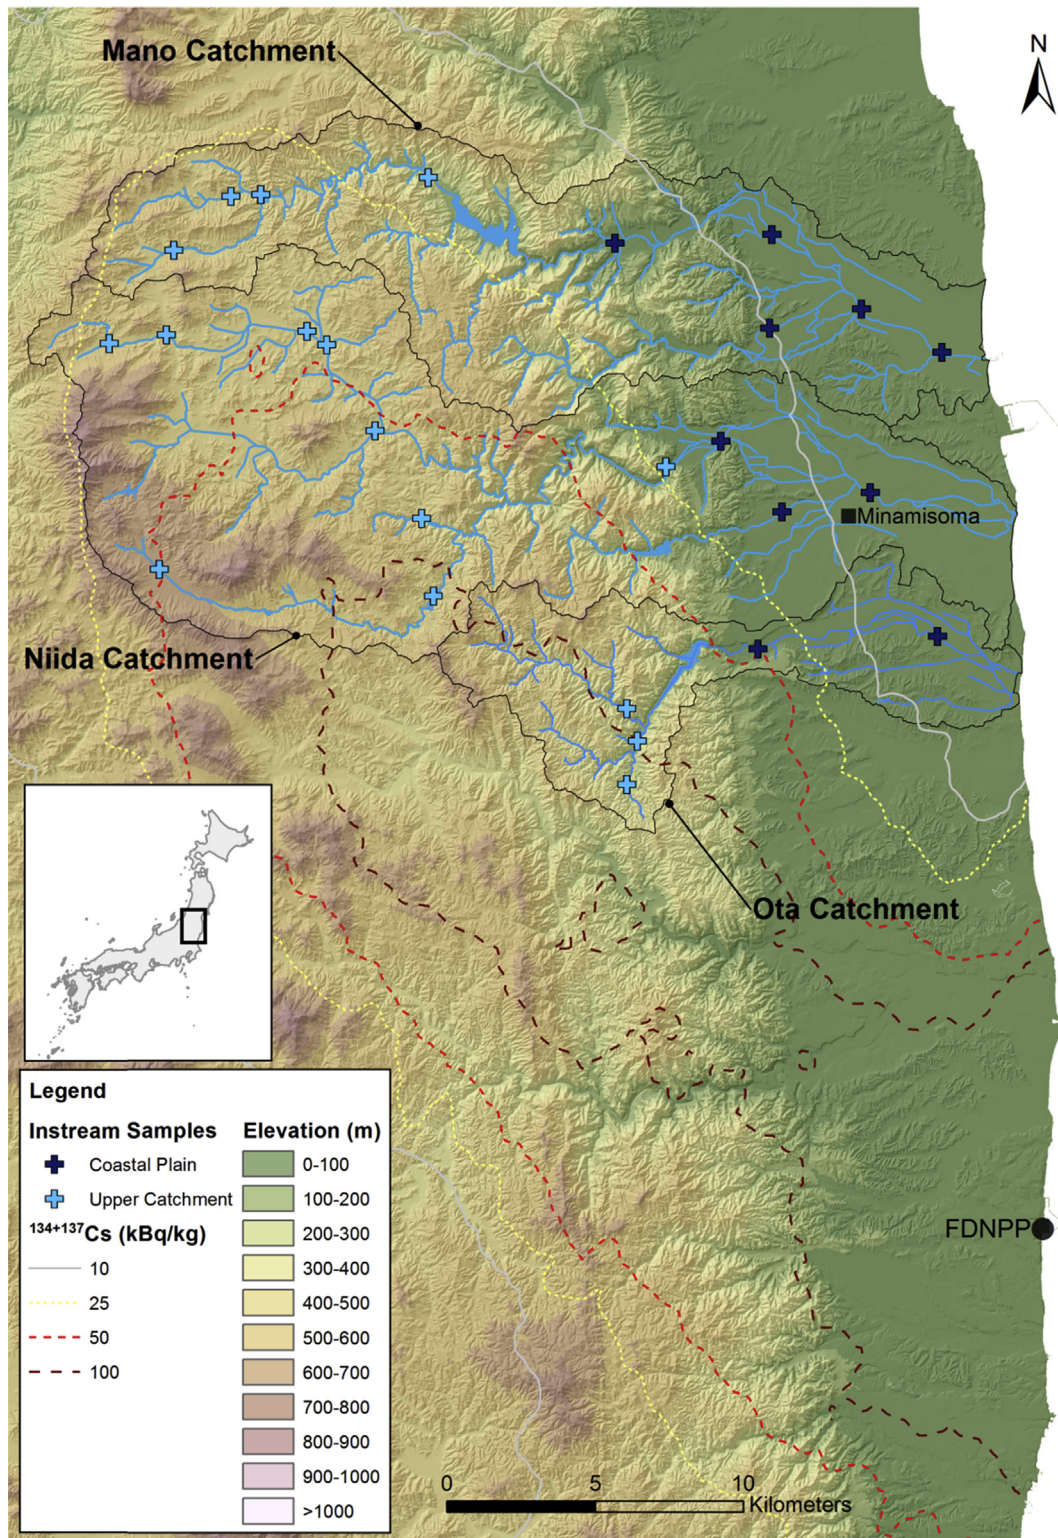 Mano Catchment
N
Minamisoma
Niida Catchment
Ota Catchment
FDNPP
Legend
Instream Samples
Coastal Plain
Upper Catchment
134+137Cs (kBq/kg)
10
25
50
100
Elevation (m)
0-100
100-200
200-300
300-400
400-500
500-600
600-700
700-800
800-900
900-1000
>1000
0 5 10
Kilometers